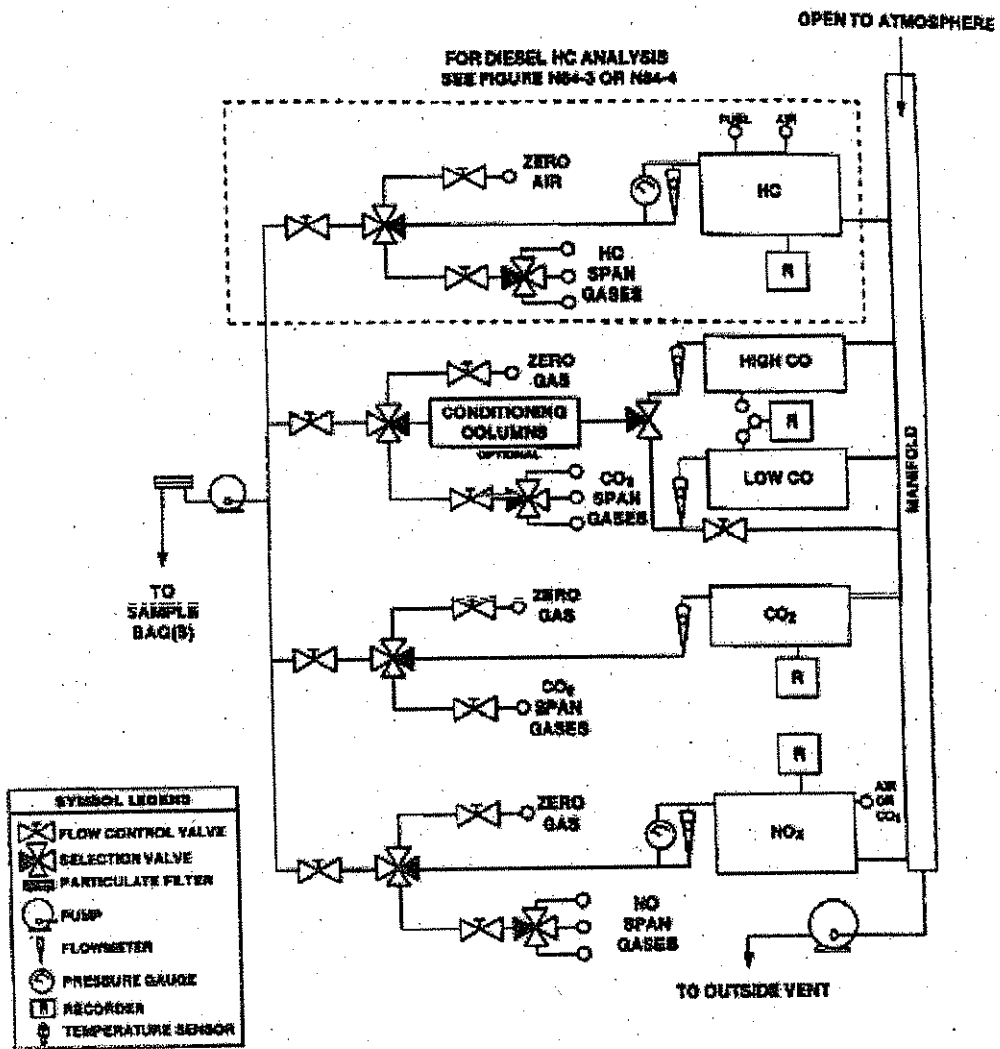 OPEN TO ATMOSPHERE
FOR DIESEL HC ANALYSIS
SEE FIGURE N84-3 OR N84-4
FUEL
AIR
ZERO
AIR
HC
R
HC
SPAN
GASES
ZERO
GAS
HIGH CO
CONDITIONING
COLUMNS
OPTIONAL
R
LOW CO
MANIFOLD
CO₂
SPAN
GASES
TO
SAMPLE
BAG(S)
ZERO
GAS
CO₂
R
CO₂
SPAN
GASES
R
ZERO
GAS
AIR
OR
NO₂
NO
SPAN
GASES
TO OUTSIDE VENT
SYMBOL LEGEND
FLOW CONTROL VALVE
SELECTION VALVE
PARTICULATE FILTER
PUMP
FLOWMETER
PRESSURE GAUGE
R RECORDER
TEMPERATURE SENSOR